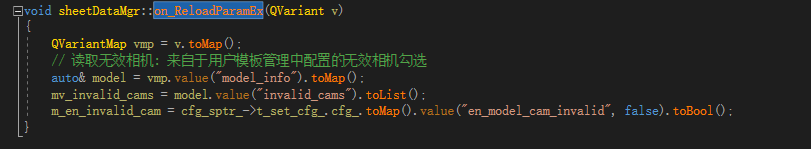 void sheetDataMgr::on_ReloadParamEx(QVariant v)
{
QVariantMap vmp = v.toMap();
// 读取无效相机: 来自于用户模板管理中配置的无效相机勾选
auto& model = vmp.value("model_info").toMap();
mv_invalid_cams = model.value("invalid_cams").toList();
m_en_invalid_cam = cfg_sptr_->t_set_cfg_.cfg_.toMap().value("en_model_cam_invalid", false).toBool();
}